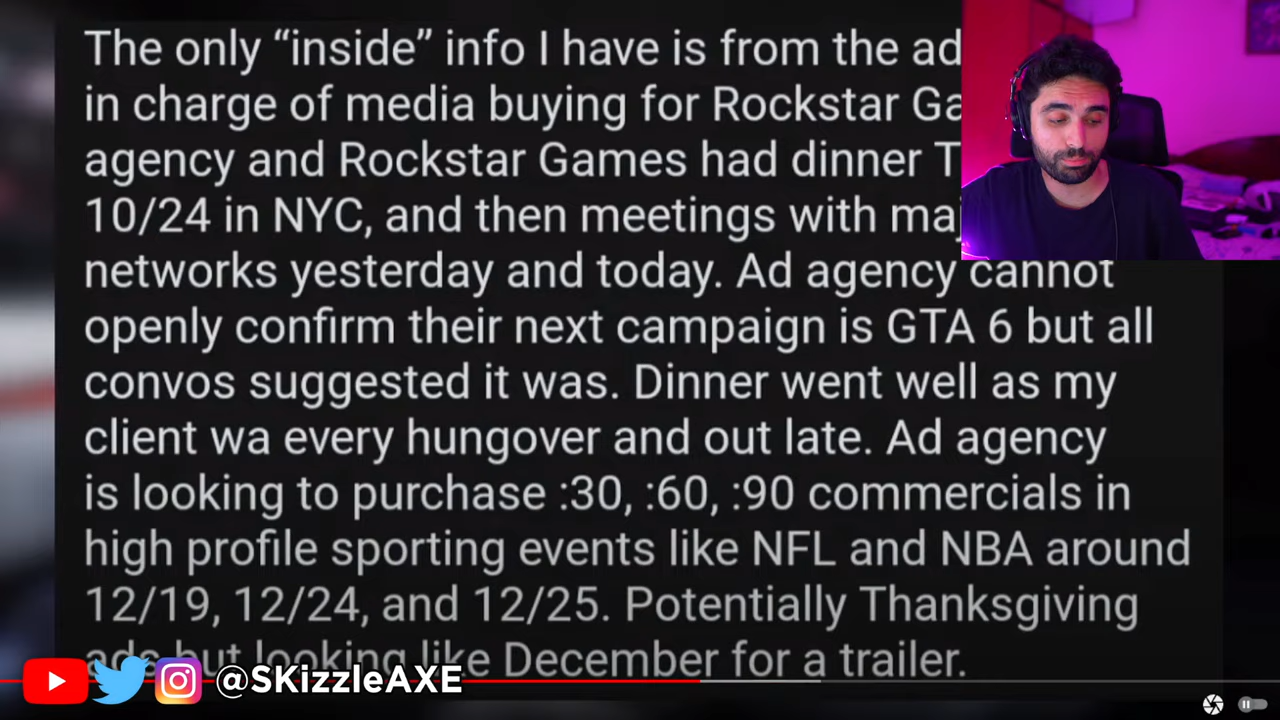 The only “inside” info I have is from the ad
in charge of media buying for Rockstar Ga
agency and Rockstar Games had dinner T
10/24 in NYC, and then meetings with maj
networks yesterday and today. Ad agency cannot
openly confirm their next campaign is GTA 6 but all
convos suggested it was. Dinner went well as my
client wa every hungover and out late. Ad agency
is looking to purchase :30, :60, :90 commercials in
high profile sporting events like NFL and NBA around
12/19, 12/24, and 12/25. Potentially Thanksgiving
ads but looking like December for a trailer.
@SKizzleAXE